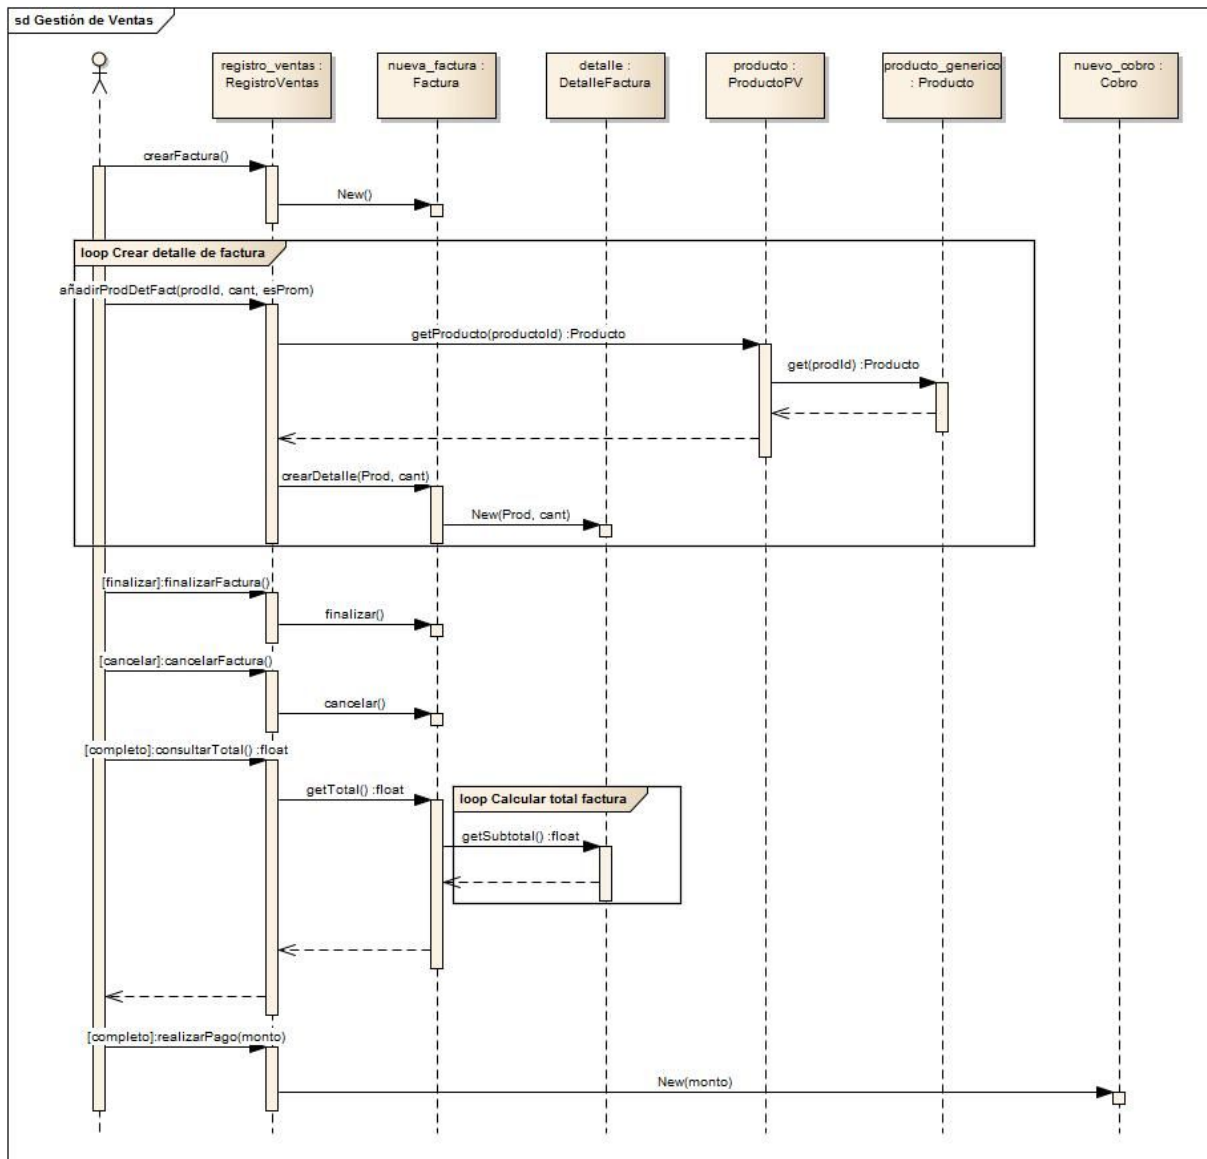 sd Gestión de Ventas
registro_ventas :
RegistroVentas
nueva_factura :
Factura
detalle :
DetalleFactura
producto :
ProductoPV
producto_generico
: Producto
nuevo_cobro :
Cobro
crearFactura()
New()
loop Crear detalle de factura
añadirProdDetFact(prodId, cant, esProm)
getProducto(productoId) :Producto
get(prodId) :Producto
crearDetalle(Prod, cant)
New(Prod, cant)
[finalizar]:finalizarFactura()
finalizar()
[cancelar]:cancelarFactura()
cancelar()
[completo]:consultarTotal() :float
getTotal() :float
loop Calcular total factura
getSubtotal() :float
[completo]:realizarPago(monto)
New(monto)